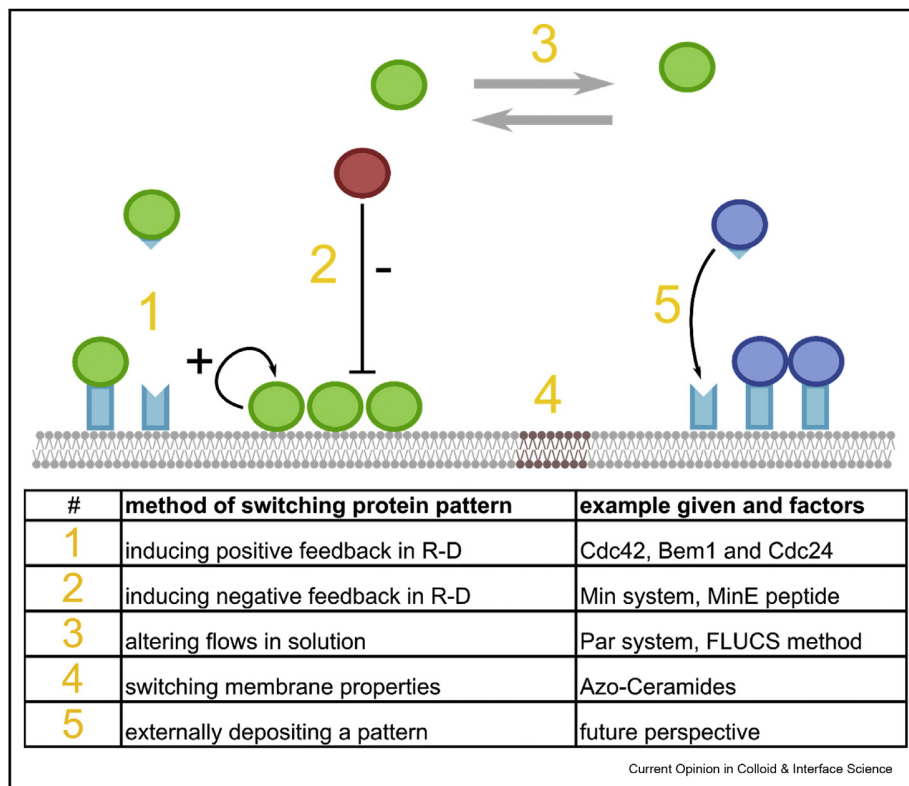 3
2
-
1
5
+
4
# method of switching protein pattern example given and factors
1 inducing positive feedback in R-D Cdc42, Bem1 and Cdc24
2 inducing negative feedback in R-D Min system, MinE peptide
3 altering flows in solution Par system, FLUCS method
4 switching membrane properties Azo-Ceramides
5 externally depositing a pattern future perspective
Current Opinion in Colloid & Interface Science